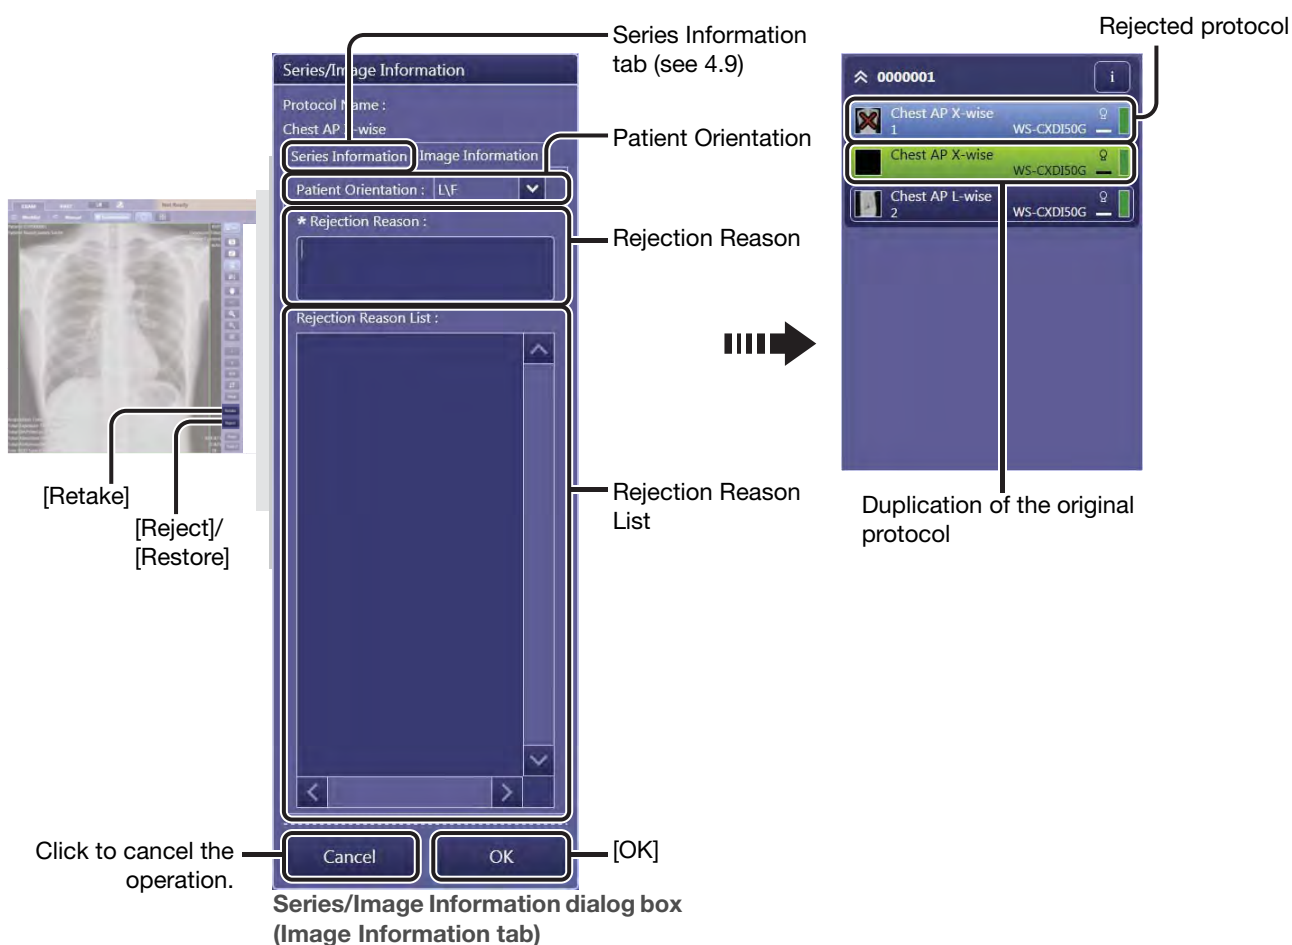 Series Information
tab (see 4.9)
Rejected protocol
Series/Image Information
Protocol Name :
Chest AP X-wise
Series Information
Image Information
Patient Orientation :
L\F
Patient Orientation
* Rejection Reason :
Rejection Reason
Rejection Reason List :
Rejection Reason
List
[Retake]
[Reject]/
[Restore]
Click to cancel the
operation.
Cancel
OK
[OK]
Series/Image Information dialog box
(Image Information tab)
0000001
i
Chest AP X-wise
1
WS-CXDI50G
Chest AP X-wise
WS-CXDI50G
Chest AP L-wise
2
WS-CXDI50G
Duplication of the original
protocol